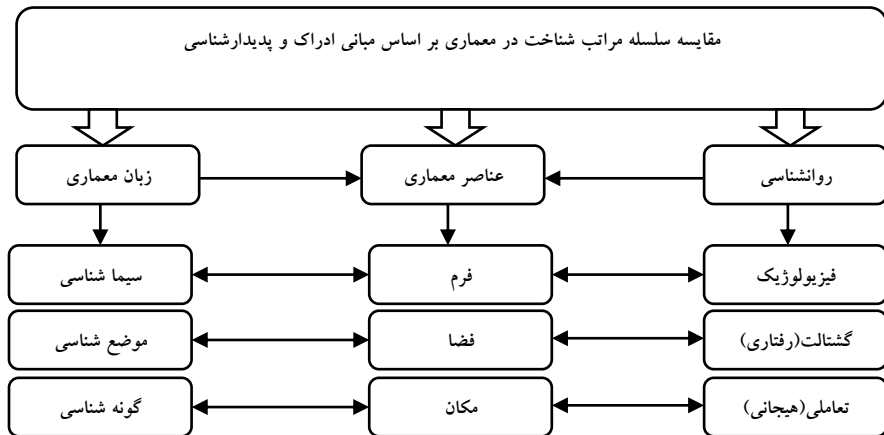 مقایسه سلسله مراتب شناخت در معماری بر اساس مبانی ادراک و پدیدارشناسی
روانشناسی
عناصر معماری
زبان معماری
فیزیولوژیک
فرم
سیما شناسی
گشتالت(رفتاری)
فضا
موضع شناسی
تعاملی(هیجانی)
مکان
گونه شناسی